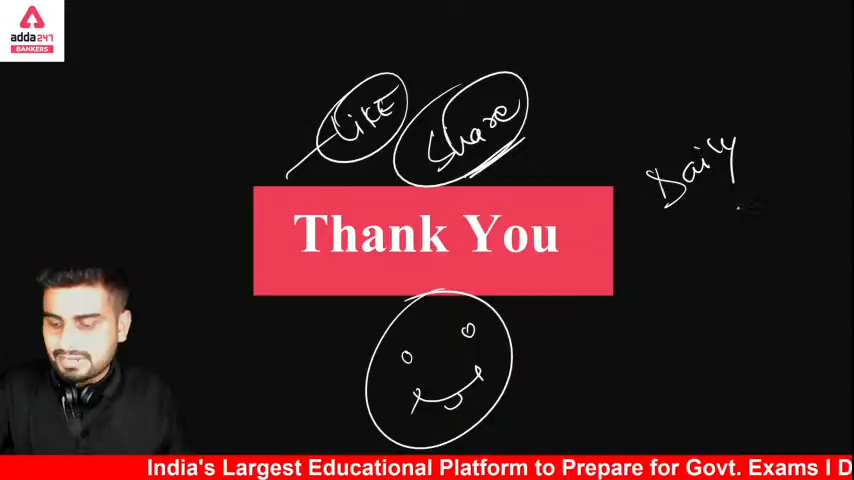 adda247
BANKERS
LIKE
Share
Daily
Thank You
India's Largest Educational Platform to Prepare for Govt. Exams I D